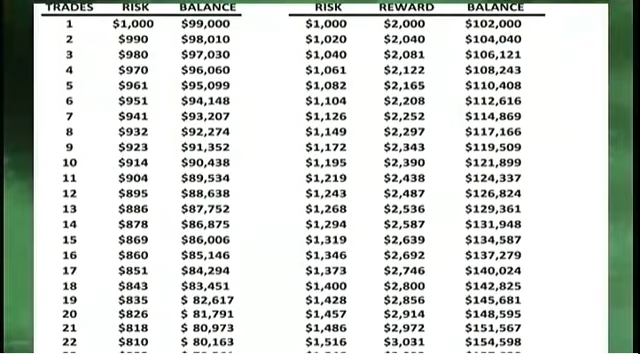 TRADES RISK BALANCE RISK REWARD BALANCE
1 $1,000 $99,000 $1,000 $2,000 $102,000
2 $990 $98,010 $1,020 $2,040 $104,040
3 $980 $97,030 $1,040 $2,081 $106,121
4 $970 $96,060 $1,061 $2,122 $108,243
5 $961 $95,099 $1,082 $2,165 $110,408
6 $951 $94,148 $1,104 $2,208 $112,616
7 $941 $93,207 $1,126 $2,252 $114,869
8 $932 $92,274 $1,149 $2,297 $117,166
9 $923 $91,352 $1,172 $2,343 $119,509
10 $914 $90,438 $1,195 $2,390 $121,899
11 $904 $89,534 $1,219 $2,438 $124,337
12 $895 $88,638 $1,243 $2,487 $126,824
13 $886 $87,752 $1,268 $2,536 $129,361
14 $878 $86,875 $1,294 $2,587 $131,948
15 $869 $86,006 $1,319 $2,639 $134,587
16 $860 $85,146 $1,346 $2,692 $137,279
17 $851 $84,294 $1,373 $2,746 $140,024
18 $843 $83,451 $1,400 $2,800 $142,825
19 $835 $ 82,617 $1,428 $2,856 $145,681
20 $826 $ 81,791 $1,457 $2,914 $148,595
21 $818 $ 80,973 $1,486 $2,972 $151,567
22 $810 $ 80,163 $1,516 $3,031 $154,598